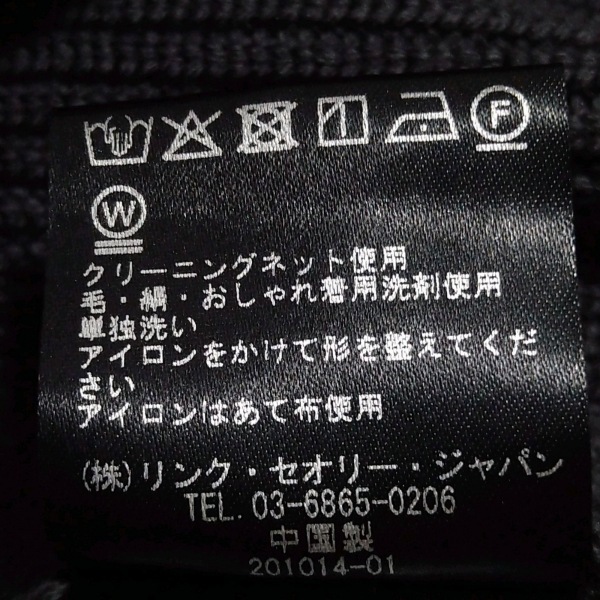 F
W
クリーニングネット使用
毛・絹・おしゃれ着用洗剤使用
単独洗い
アイロンをかけて形を整えてくだ
さい
アイロンはあて布使用
(株)リンク・セオリー・ジャパン
TEL. 03-6865-0206
中国製
201014-01